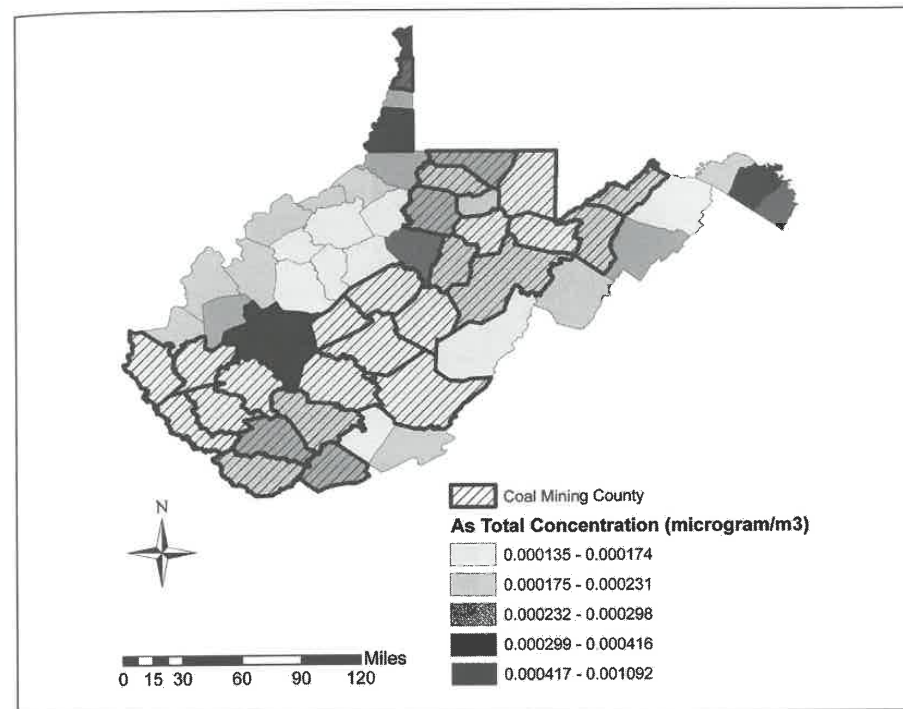 Coal Mining County
As Total Concentration (microgram/m3)
0.000135 - 0.000174
0.000175 - 0.000231
0.000232 - 0.000298
0.000299 - 0.000416
0.000417 - 0.001092
N
Miles
0 15 30 60 90 120